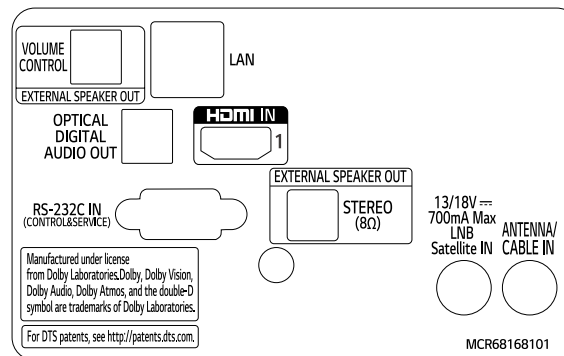 VOLUME
CONTROL
EXTERNAL SPEAKER OUT
LAN
OPTICAL
DIGITAL
AUDIO OUT
HDMI IN
1
EXTERNAL SPEAKER OUT
STEREO
(8Ω)
RS-232C IN
(CONTROL&SERVICE)
13/18V ⎓
700mA Max
LNB
Satellite IN
ANTENNA/
CABLE IN
Manufactured under license
from Dolby Laboratories.Dolby, Dolby Vision,
Dolby Audio, Dolby Atmos, and the double-D
symbol are trademarks of Dolby Laboratories.
For DTS patents, see http://patents.dts.com.
MCR68168101